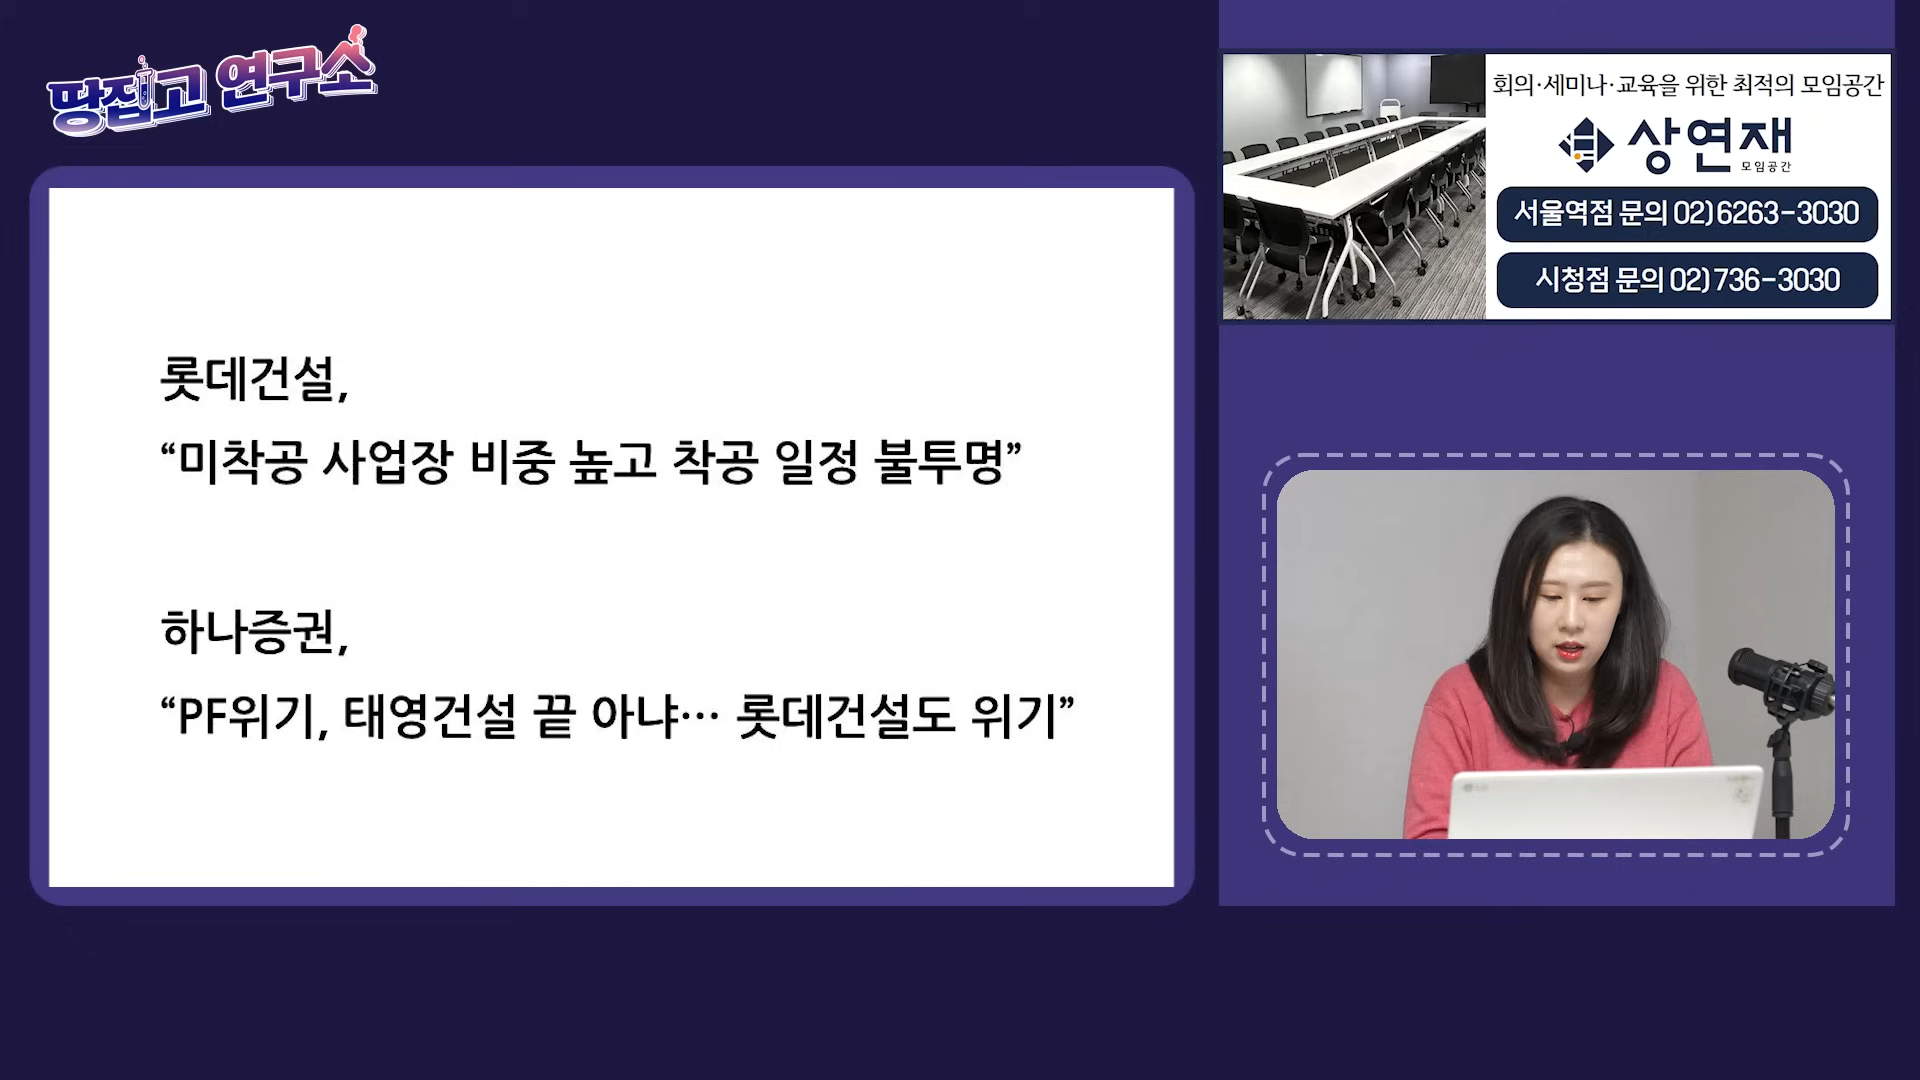 땅집고 연구소
롯데건설,
“미착공 사업장 비중 높고 착공 일정 불투명”
하나증권,
“PF위기, 태영건설 끝 아냐… 롯데건설도 위기”
회의·세미나·교육을 위한 최적의 모임공간
상연재
모임공간
서울역점 문의 02)6263-3030
시청점 문의 02)736-3030